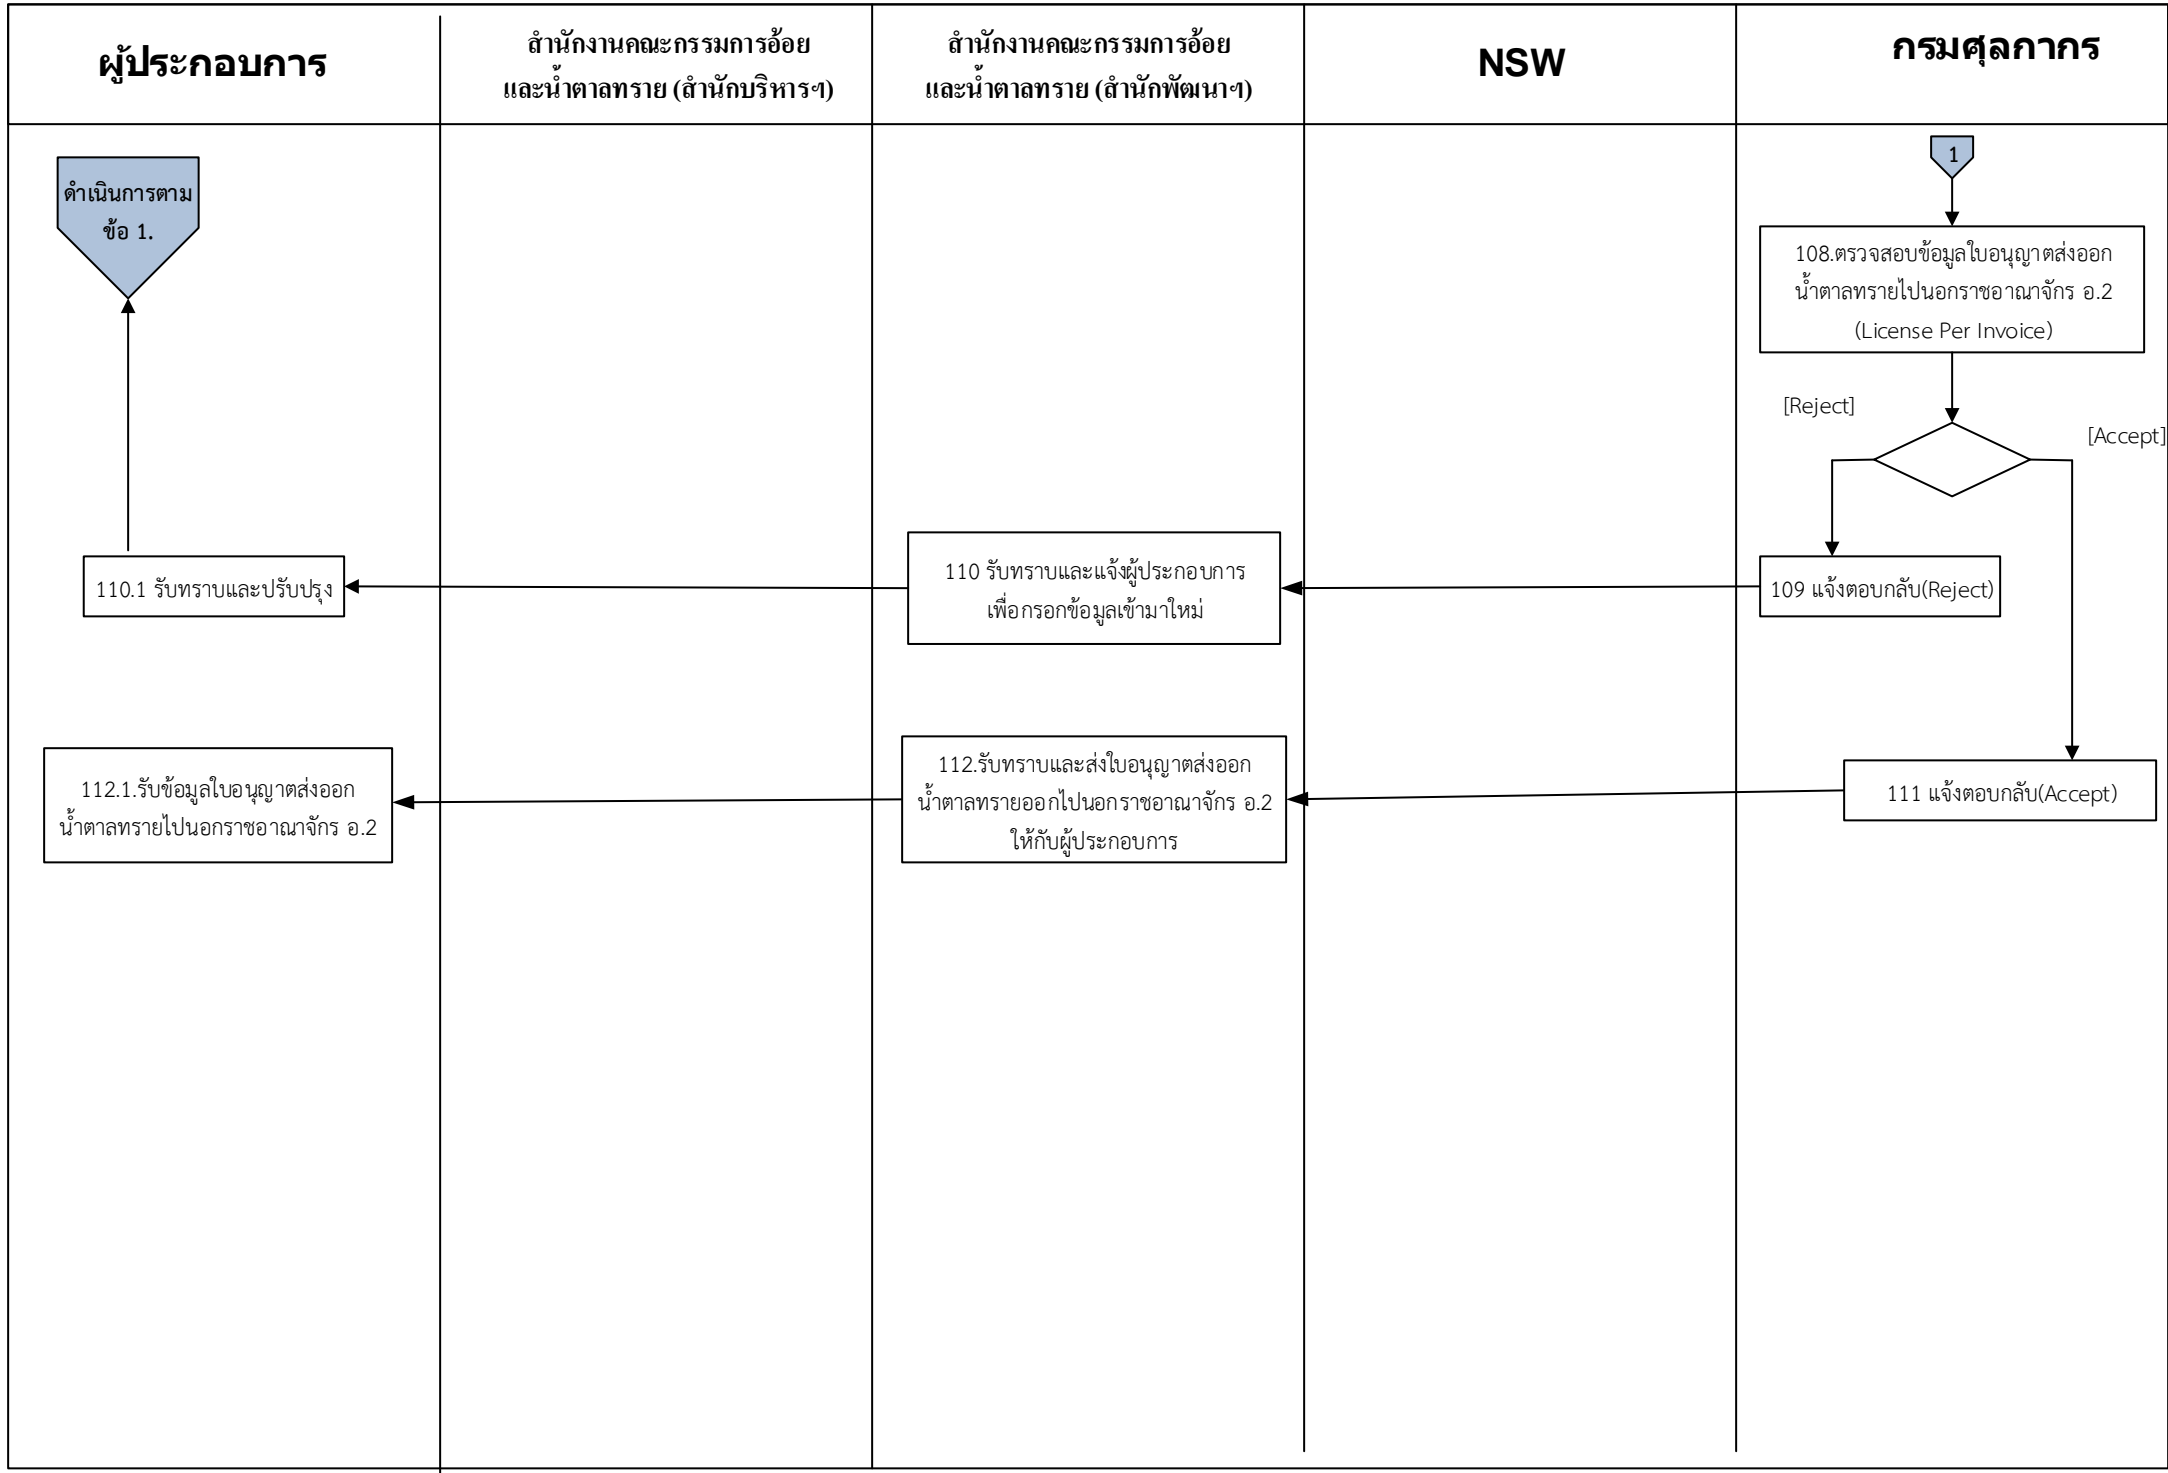 ผู้ประกอบการ
สำนักงานคณะกรรมการอ้อย
และน้ำตาลทราย (สำนักบริหารฯ)
สำนักงานคณะกรรมการอ้อย
และน้ำตาลทราย (สำนักพัฒนาฯ)
NSW
กรมศุลกากร
ดำเนินการตาม
ข้อ 1.
1
108.ตรวจสอบข้อมูลใบอนุญาตส่งออก
น้ำตาลทรายไปนอกราชอาณาจักร อ.2
(License Per Invoice)
[Reject]
[Accept]
110.1 รับทราบและปรับปรุง
110 รับทราบและแจ้งผู้ประกอบการ
เพื่อกรอกข้อมูลเข้ามาใหม่
109 แจ้งตอบกลับ(Reject)
112.1.รับข้อมูลใบอนุญาตส่งออก
น้ำตาลทรายไปนอกราชอาณาจักร อ.2
112.รับทราบและส่งใบอนุญาตส่งออก
น้ำตาลทรายออกไปนอกราชอาณาจักร อ.2
ให้กับผู้ประกอบการ
111 แจ้งตอบกลับ(Accept)